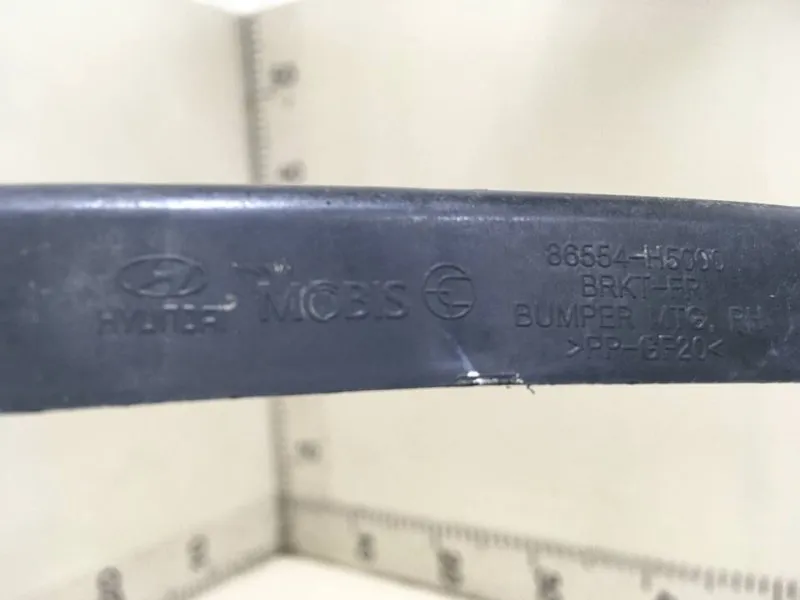 HYUNDAI
MOBIS
86554-H5000
BRKT-FR
BUMPER MTG, RH
>PP-GF20<